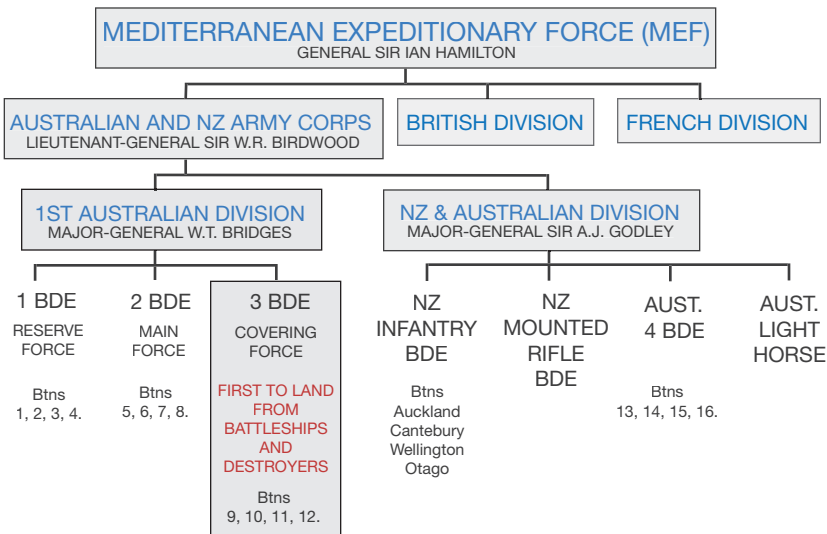 MEDITERRANEAN EXPEDITIONARY FORCE (MEF)
GENERAL SIR IAN HAMILTON
AUSTRALIAN AND NZ ARMY CORPS
LIEUTENANT-GENERAL SIR W.R. BIRDWOOD
BRITISH DIVISION
FRENCH DIVISION
1ST AUSTRALIAN DIVISION
MAJOR-GENERAL W.T. BRIDGES
NZ & AUSTRALIAN DIVISION
MAJOR-GENERAL SIR A.J. GODLEY
1 BDE
RESERVE
FORCE
Btns
1, 2, 3, 4.
2 BDE
MAIN
FORCE
Btns
5, 6, 7, 8.
3 BDE
COVERING
FORCE
FIRST TO LAND
FROM
BATTLESHIPS
AND
DESTROYERS
Btns
9, 10, 11, 12.
NZ
INFANTRY
BDE
Btns
Auckland
Cantebury
Wellington
Otago
NZ
MOUNTED
RIFLE
BDE
AUST.
4 BDE
Btns
13, 14, 15, 16.
AUST.
LIGHT
HORSE